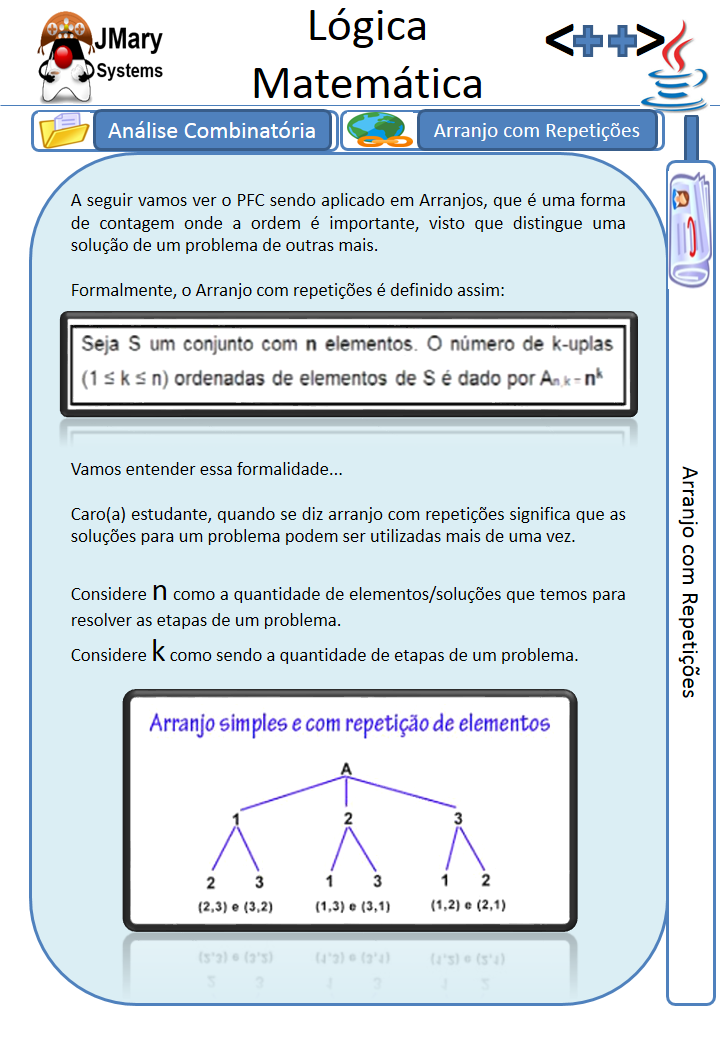 JMary
Systems
Lógica
Matemática
<++>
Análise Combinatória
Arranjo com Repetições
A seguir vamos ver o PFC sendo aplicado em Arranjos, que é uma forma
de contagem onde a ordem é importante, visto que distingue uma
solução de um problema de outras mais.
Formalmente, o Arranjo com repetições é definido assim:
Seja S um conjunto com n elementos. O número de k-uplas
(1 ≤ k ≤ n) ordenadas de elementos de S é dado por Aₙ,ₖ = nᵏ
Vamos entender essa formalidade...
Caro(a) estudante, quando se diz arranjo com repetições significa que as
soluções para um problema podem ser utilizadas mais de uma vez.
Considere n como a quantidade de elementos/soluções que temos para
resolver as etapas de um problema.
Considere k como sendo a quantidade de etapas de um problema.
Arranjo simples e com repetição de elementos
A
1 2 3
2 3 1 3 1 2
(2,3) e (3,2) (1,3) e (3,1) (1,2) e (2,1)
Arranjo com Repetições